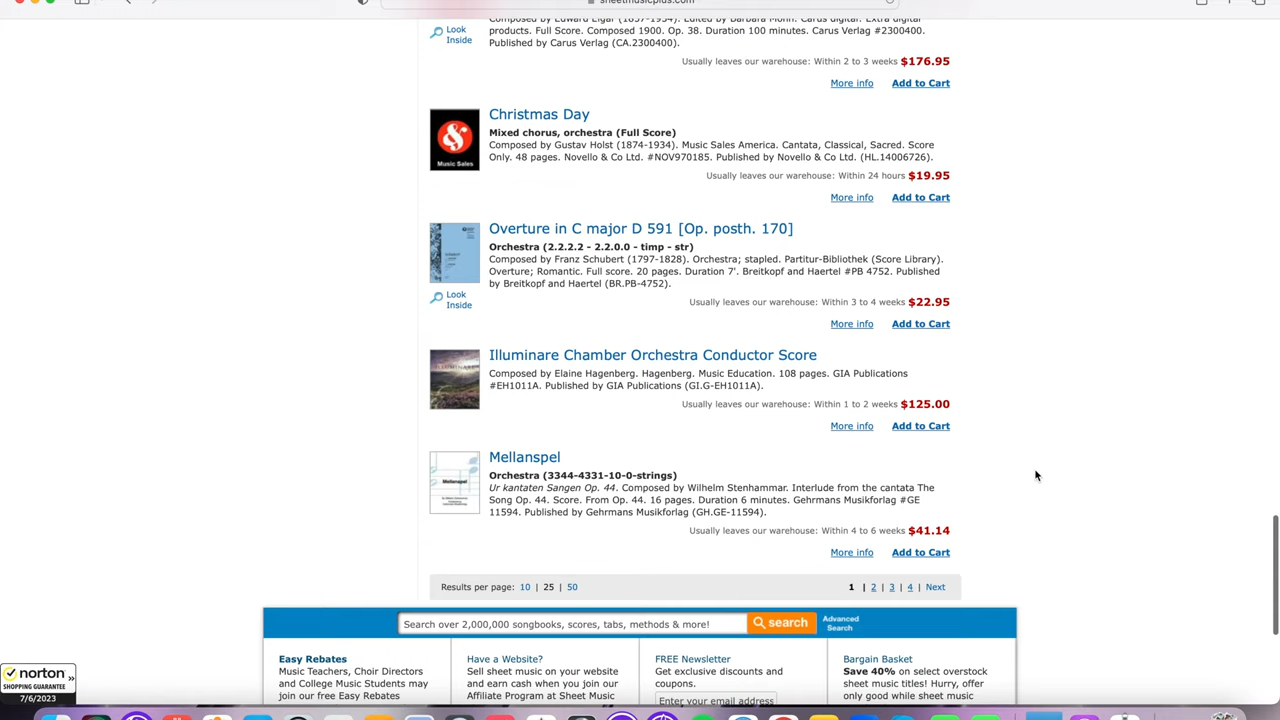 sheetmusicplus.com
Composed by Edward Elgar (1857-1934). Edited by Barbara Mohn. Carus digital. Extra digital
products. Full Score. Composed 1900. Op. 38. Duration 100 minutes. Carus Verlag #2300400.
Published by Carus Verlag (CA.2300400).
Look
Inside
Usually leaves our warehouse: Within 2 to 3 weeks $176.95
More info Add to Cart
Christmas Day
Mixed chorus, orchestra (Full Score)
Composed by Gustav Holst (1874-1934). Music Sales America. Cantata, Classical, Sacred. Score
Only. 48 pages. Novello & Co Ltd. #NOV970185. Published by Novello & Co Ltd. (HL.14006726).
Music Sales
Usually leaves our warehouse: Within 24 hours $19.95
More info Add to Cart
Overture in C major D 591 [Op. posth. 170]
Orchestra (2.2.2.2 - 2.2.0.0 - timp - str)
Composed by Franz Schubert (1797-1828). Orchestra; stapled. Partitur-Bibliothek (Score Library).
Overture; Romantic. Full score. 20 pages. Duration 7'. Breitkopf and Haertel #PB 4752. Published
by Breitkopf and Haertel (BR.PB-4752).
Look
Inside
Usually leaves our warehouse: Within 3 to 4 weeks $22.95
More info Add to Cart
Illuminare Chamber Orchestra Conductor Score
Composed by Elaine Hagenberg. Hagenberg. Music Education. 108 pages. GIA Publications
#EH1011A. Published by GIA Publications (GI.G-EH1011A).
Usually leaves our warehouse: Within 1 to 2 weeks $125.00
More info Add to Cart
Mellanspel
Orchestra (3344-4331-10-0-strings)
Ur kantaten Sangen Op. 44. Composed by Wilhelm Stenhammar. Interlude from the cantata The
Song Op. 44. Score. From Op. 44. 16 pages. Duration 6 minutes. Gehrmans Musikforlag #GE
11594. Published by Gehrmans Musikforlag (GH.GE-11594).
Mellanspel
Usually leaves our warehouse: Within 4 to 6 weeks $41.14
More info Add to Cart
Results per page: 10 | 25 | 50 1 | 2 | 3 | 4 | Next
Search over 2,000,000 songbooks, scores, tabs, methods & more! search Advanced
Search
Easy Rebates
Music Teachers, Choir Directors
and College Music Students may
join our free Easy Rebates
Have a Website?
Sell sheet music on your website
and earn cash when you join our
Affiliate Program at Sheet Music
FREE Newsletter
Get exclusive discounts and
coupons.
Enter your email address
Bargain Basket
Save 40% on select overstock
sheet music titles! Hurry, offer
only good while sheet music
norton »
SHOPPING GUARANTEE
7/6/2023